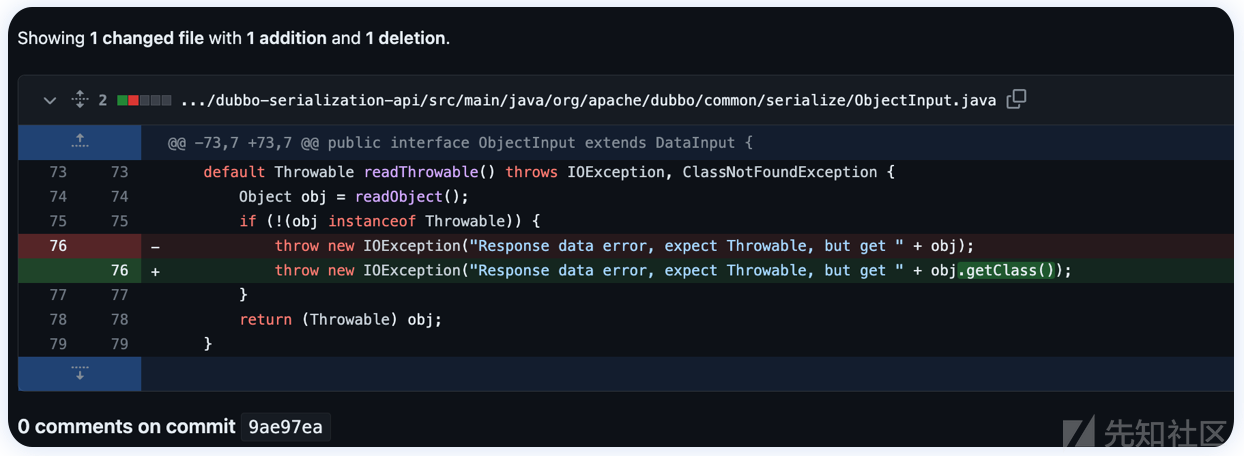 Showing 1 changed file with 1 addition and 1 deletion.
2 .../dubbo-serialization-api/src/main/java/org/apache/dubbo/common/serialize/ObjectInput.java
@@ -73,7 +73,7 @@ public interface ObjectInput extends DataInput {
73 73 default Throwable readThrowable() throws IOException, ClassNotFoundException {
74 74 Object obj = readObject();
75 75 if (!(obj instanceof Throwable)) {
76 - throw new IOException("Response data error, expect Throwable, but get " + obj);
76 + throw new IOException("Response data error, expect Throwable, but get " + obj.getClass());
77 77 }
78 78 return (Throwable) obj;
79 79 }
0 comments on commit 9ae97ea
先知社区